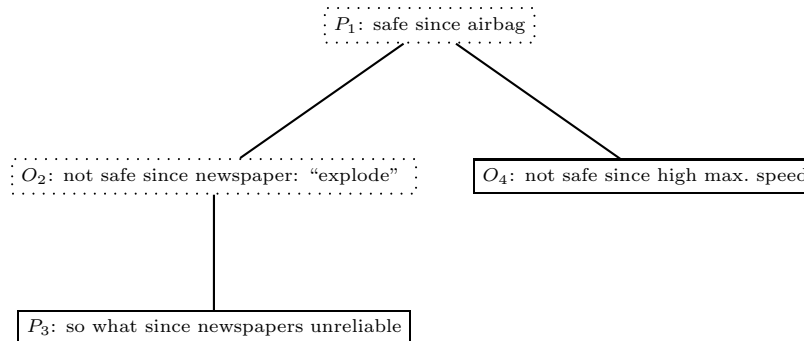 P₁: safe since airbag
O₂: not safe since newspaper: “explode”
O₄: not safe since high max. speed
P₃: so what since newspapers unreliable